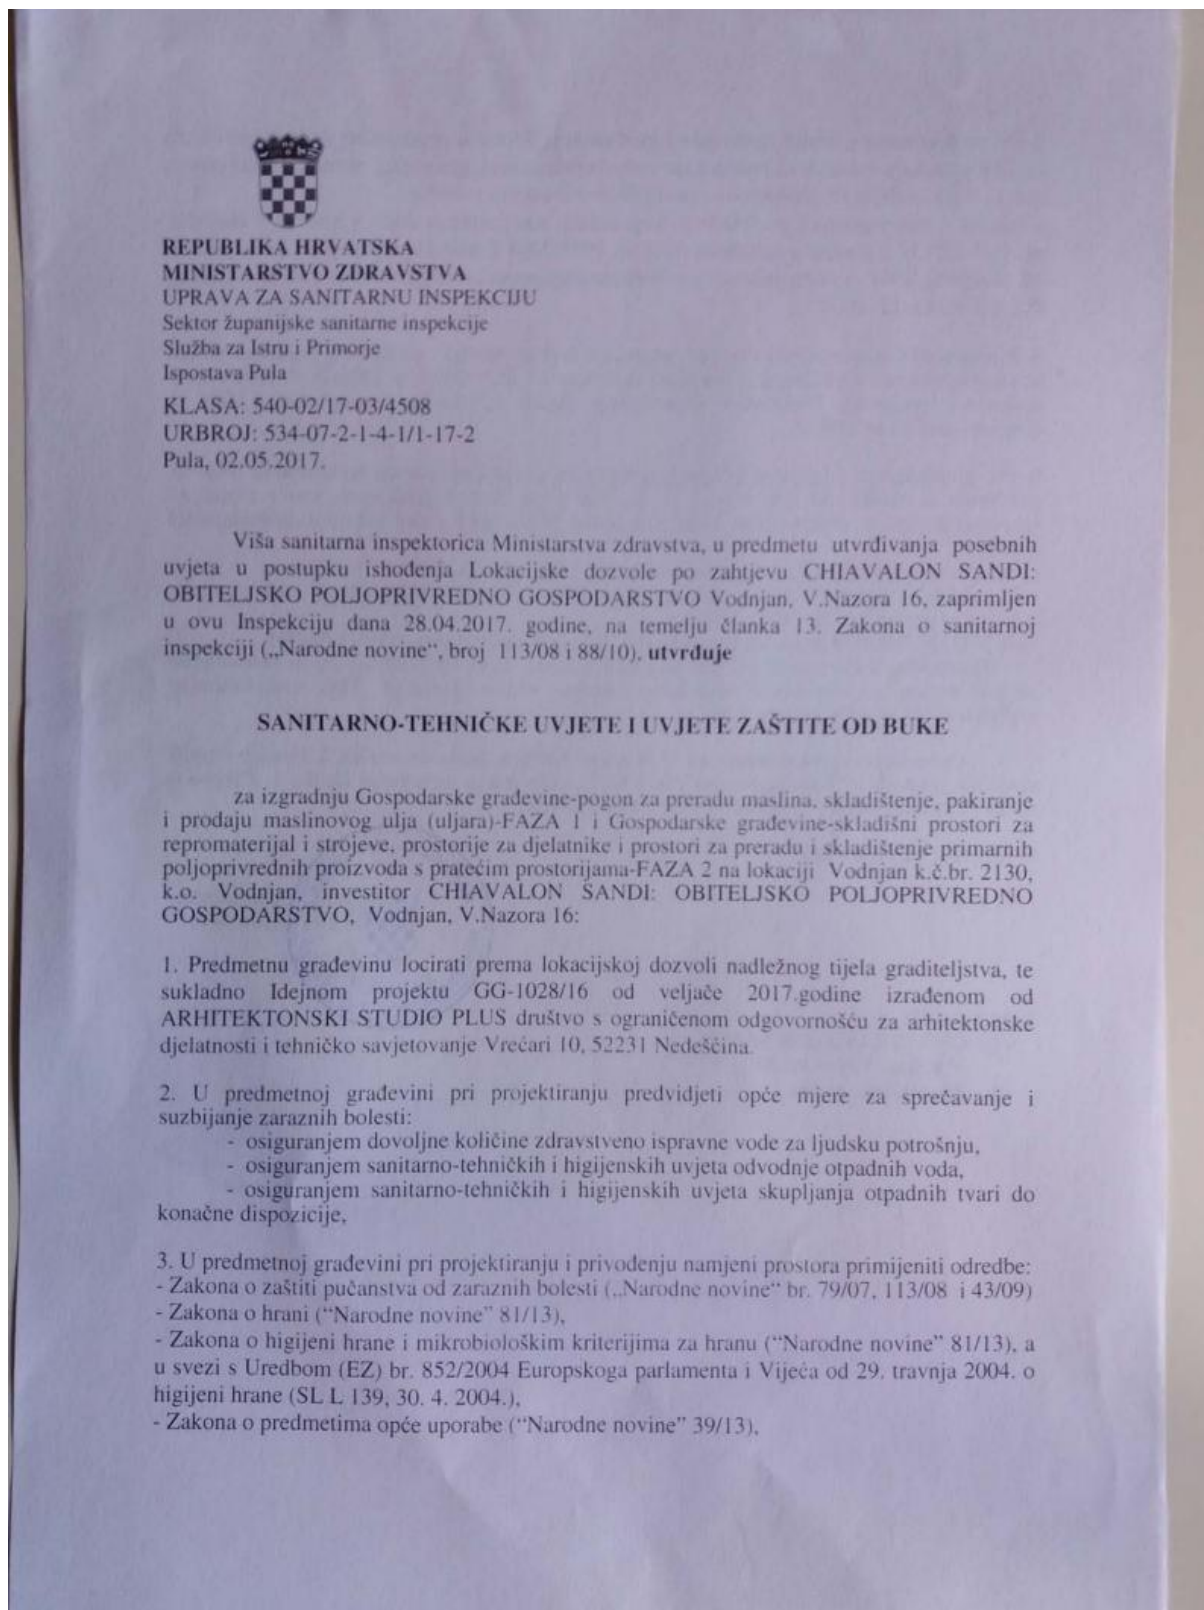 REPUBLIKA HRVATSKA
MINISTARSTVO ZDRAVSTVA
UPRAVA ZA SANITARNU INSPEKCIJU
Sektor županijske sanitarne inspekcije
Služba za Istru i Primorje
Ispostava Pula
KLASA: 540-02/17-03/4508
URBROJ: 534-07-2-1-4-1/1-17-2
Pula, 02.05.2017.
Viša sanitarna inspektorica Ministarstva zdravstva, u predmetu utvrđivanja posebnih
uvjeta u postupku ishođenja Lokacijske dozvole po zahtjevu CHIAVALON SANDI:
OBITELJSKO POLJOPRIVREDNO GOSPODARSTVO Vodnjan, V.Nazora 16, zaprimljen
u ovu Inspekciju dana 28.04.2017. godine, na temelju članka 13. Zakona o sanitarnoj
inspekciji („Narodne novine“, broj 113/08 i 88/10), utvrđuje
SANITARNO-TEHNIČKE UVJETE I UVJETE ZAŠTITE OD BUKE
za izgradnju Gospodarske građevine-pogon za preradu maslina, skladištenje, pakiranje
i prodaju maslinovog ulja (uljara)-FAZA 1 i Gospodarske građevine-skladišni prostori za
repromaterijal i strojeve, prostorije za djelatnike i prostori za preradu i skladištenje primarnih
poljoprivrednih proizvoda s pratećim prostorijama-FAZA 2 na lokaciji Vodnjan k.č.br. 2130,
k.o. Vodnjan, investitor CHIAVALON SANDI: OBITELJSKO POLJOPRIVREDNO
GOSPODARSTVO, Vodnjan, V.Nazora 16:
1. Predmetnu građevinu locirati prema lokacijskoj dozvoli nadležnog tijela graditeljstva, te
sukladno Idejnom projektu GG-1028/16 od veljače 2017.godine izrađenom od
ARHITEKTONSKI STUDIO PLUS društvo s ograničenom odgovornošću za arhitektonske
djelatnosti i tehničko savjetovanje Vrećari 10, 52231 Nedešćina.
2. U predmetnoj građevini pri projektiranju predvidjeti opće mjere za sprečavanje i
suzbijanje zaraznih bolesti:
- osiguranjem dovoljne količine zdravstveno ispravne vode za ljudsku potrošnju,
- osiguranjem sanitarno-tehničkih i higijenskih uvjeta odvodnje otpadnih voda,
- osiguranjem sanitarno-tehničkih i higijenskih uvjeta skupljanja otpadnih tvari do
konačne dispozicije,
3. U predmetnoj građevini pri projektiranju i privođenju namjeni prostora primijeniti odredbe:
- Zakona o zaštiti pučanstva od zaraznih bolesti („Narodne novine“ br. 79/07, 113/08 i 43/09)
- Zakona o hrani (“Narodne novine” 81/13),
- Zakona o higijeni hrane i mikrobiološkim kriterijima za hranu (“Narodne novine” 81/13), a
u svezi s Uredbom (EZ) br. 852/2004 Europskoga parlamenta i Vijeća od 29. travnja 2004. o
higijeni hrane (SL L 139, 30. 4. 2004.),
- Zakona o predmetima opće uporabe (“Narodne novine” 39/13),